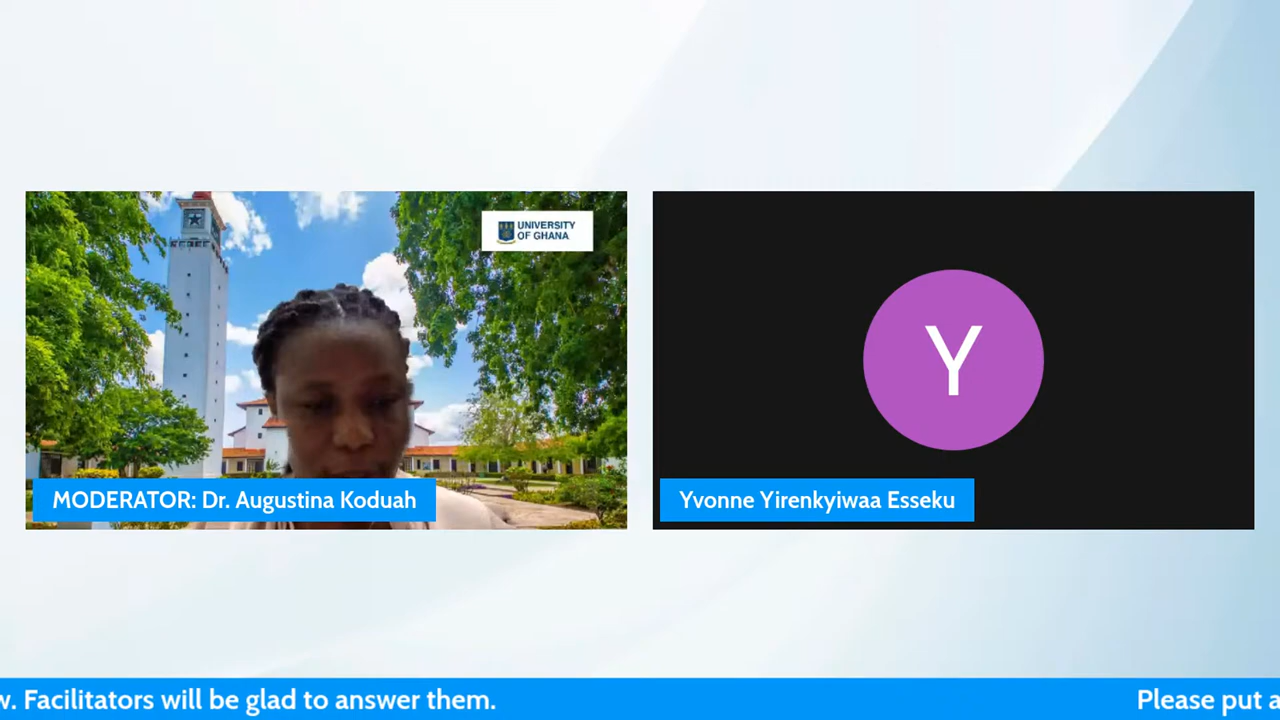 UNIVERSITY
OF GHANA
Y
MODERATOR: Dr. Augustina Koduah
Yvonne Yirenkyiwaa Esseku
w. Facilitators will be glad to answer them.
Please put a